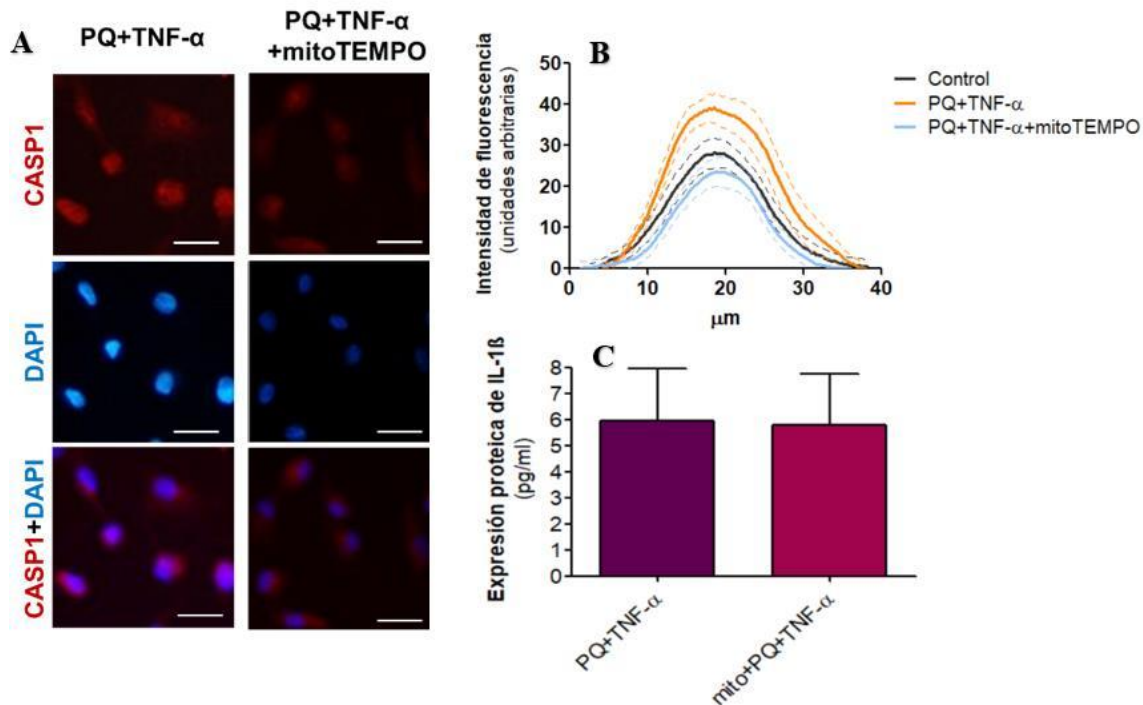 A
PQ+TNF-α
PQ+TNF-α
+mitoTEMPO
CASP1
DAPI
CASP1+DAPI
B
Intensidad de fluorescencia
(unidades arbitrarias)
50
40
30
20
10
0
0
10
20
30
40
μm
Control
PQ+TNF-α
PQ+TNF-α+mitoTEMPO
C
Expresión proteica de IL-1ß
(pg/ml)
8
7
6
5
4
3
2
1
0
PQ+TNF-α
mito+PQ+TNF-α